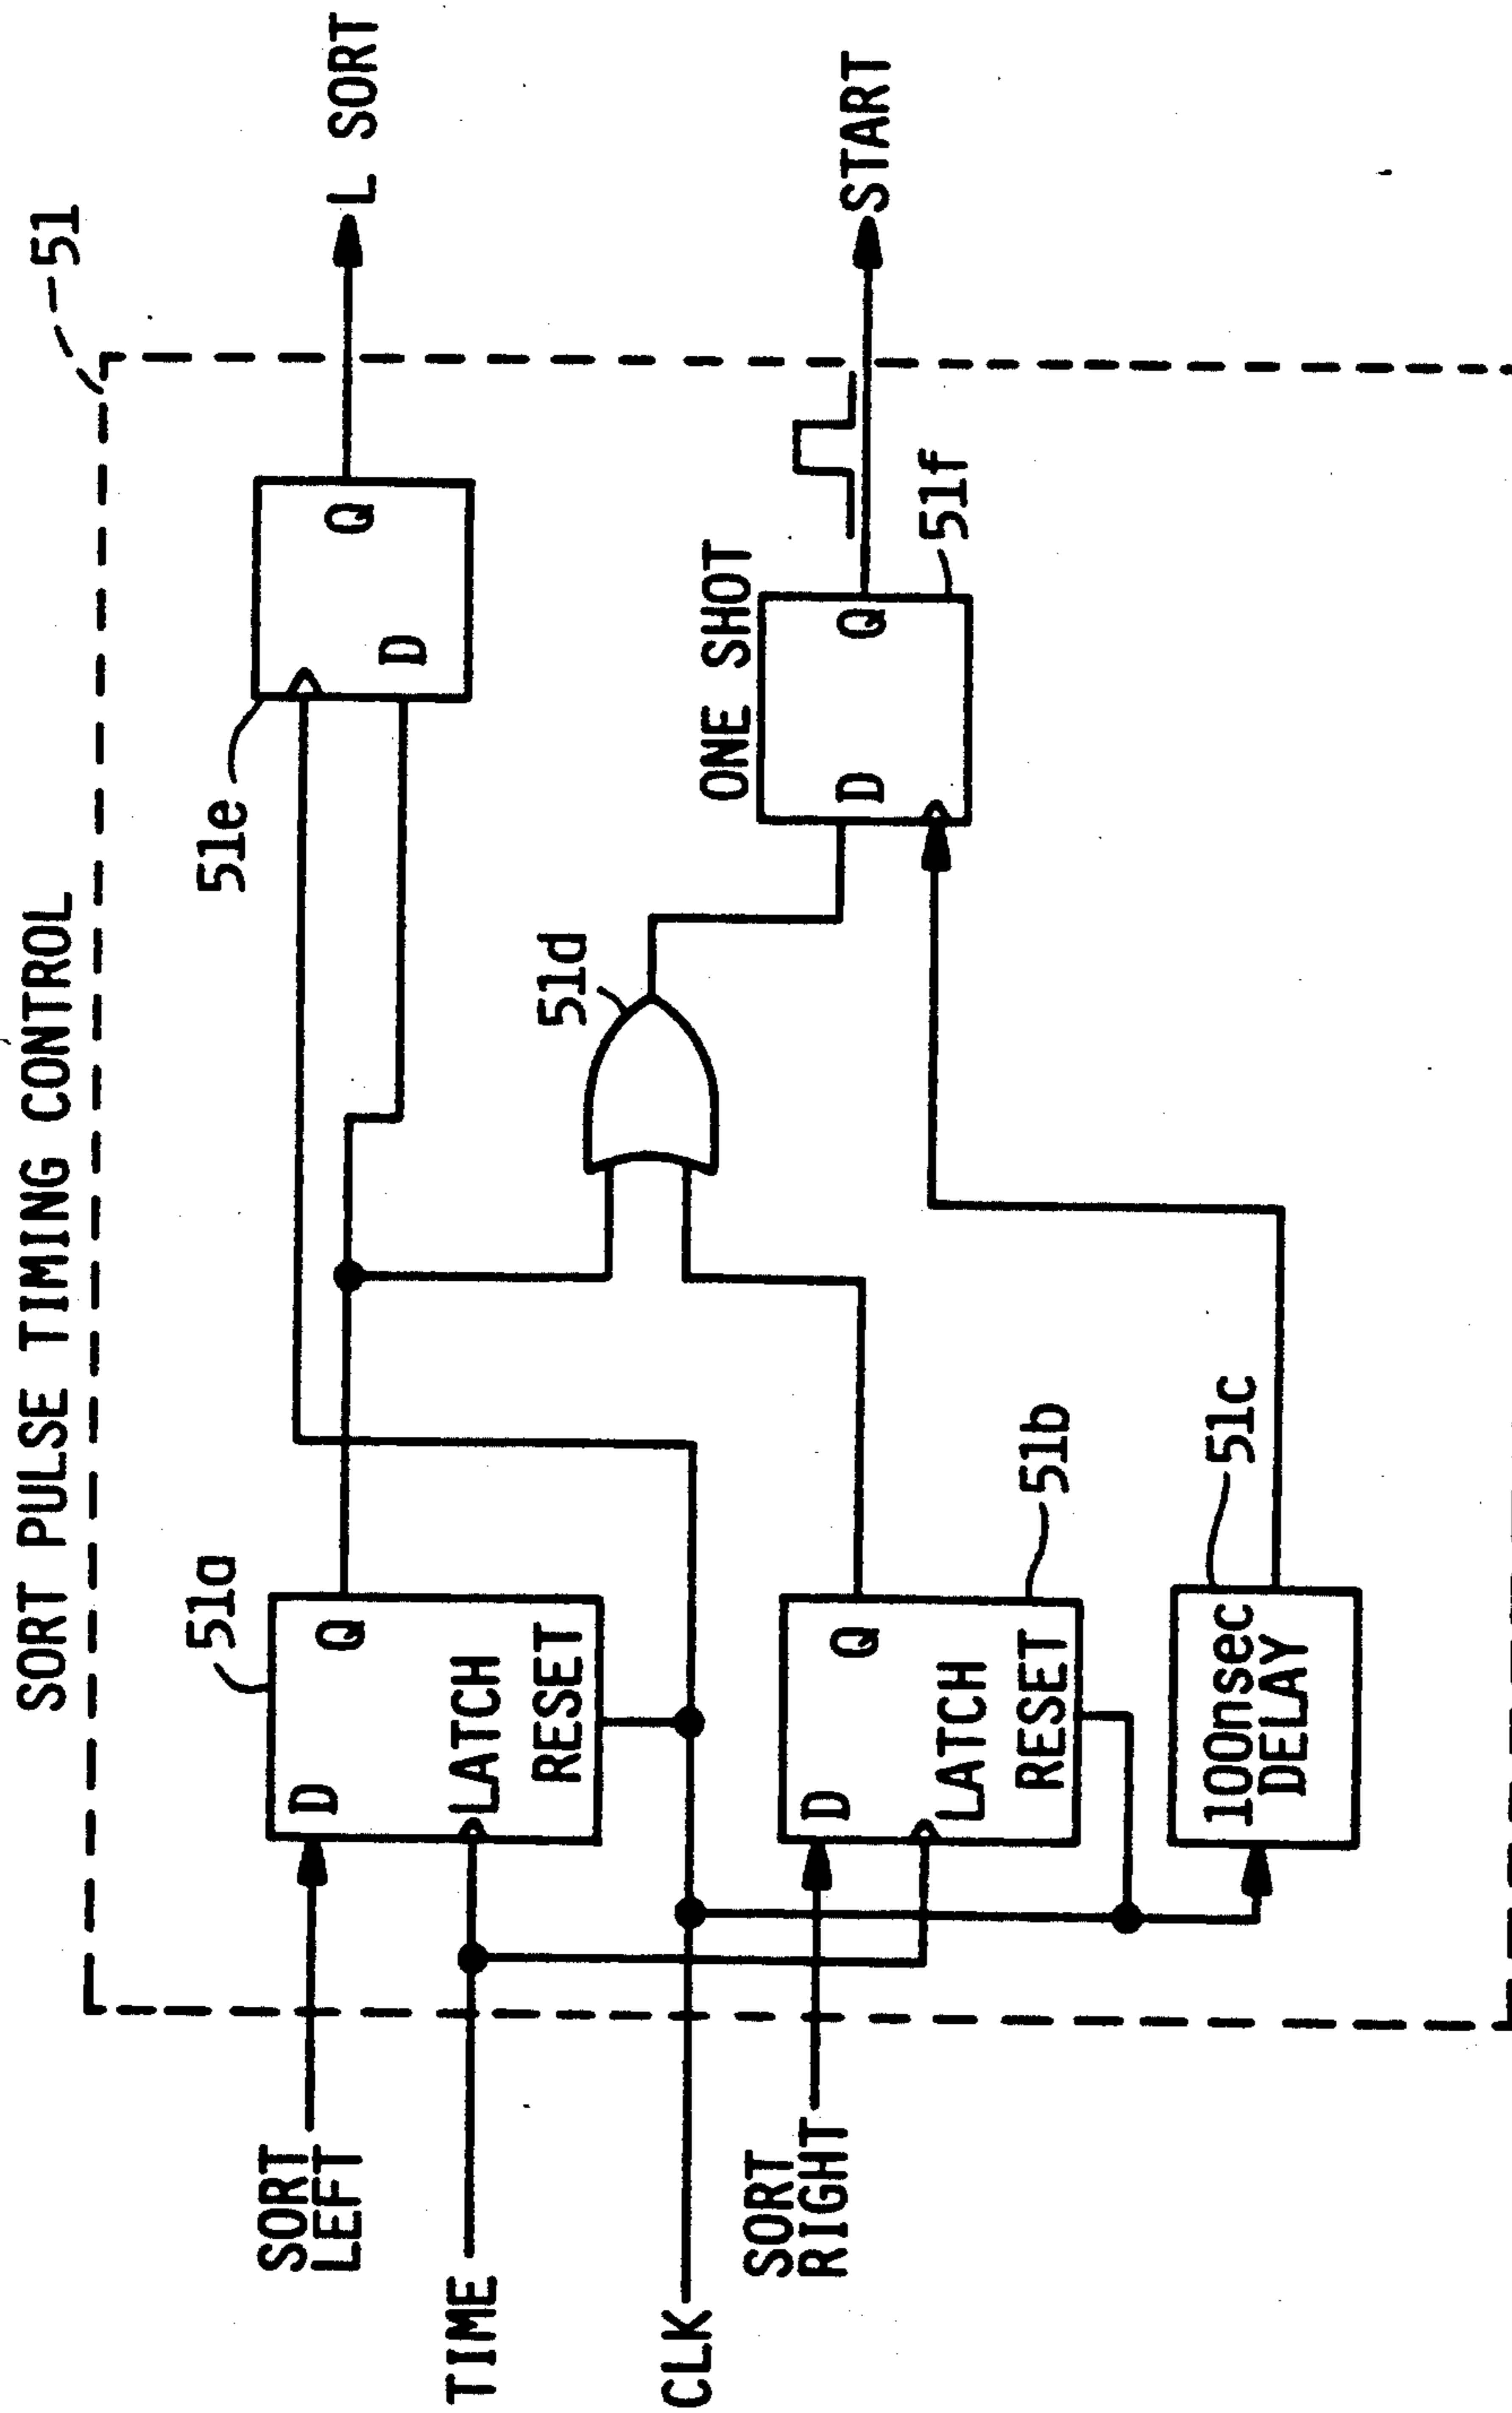 SORT PULSE TIMING CONTROL
51
51a
D
Q
LATCH
RESET
SORT
LEFT
TIME
CLK
51e
D
Q
L SORT
51d
SORT
RIGHT
D
Q
LATCH
RESET
51b
ONE SHOT
D
Q
51f
START
100nsec
DELAY
51c